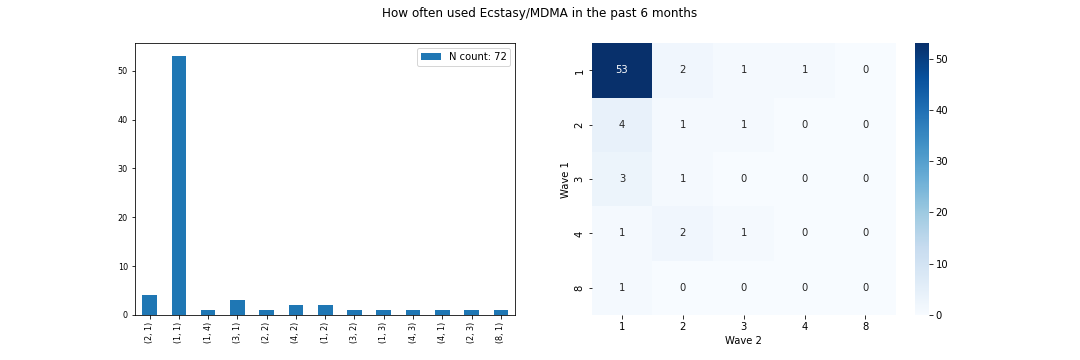 How often used Ecstasy/MDMA in the past 6 months
N count: 72
50
40
30
20
10
0
(2, 1)
(1, 1)
(1, 4)
(3, 1)
(2, 2)
(4, 2)
(1, 2)
(3, 2)
(1, 3)
(4, 3)
(4, 1)
(2, 3)
(8, 1)
Wave 1
1 53 2 1 1 0
2 4 1 1 0 0
3 3 1 0 0 0
4 1 2 1 0 0
8 1 0 0 0 0
1 2 3 4 8
Wave 2
50
40
30
20
10
0